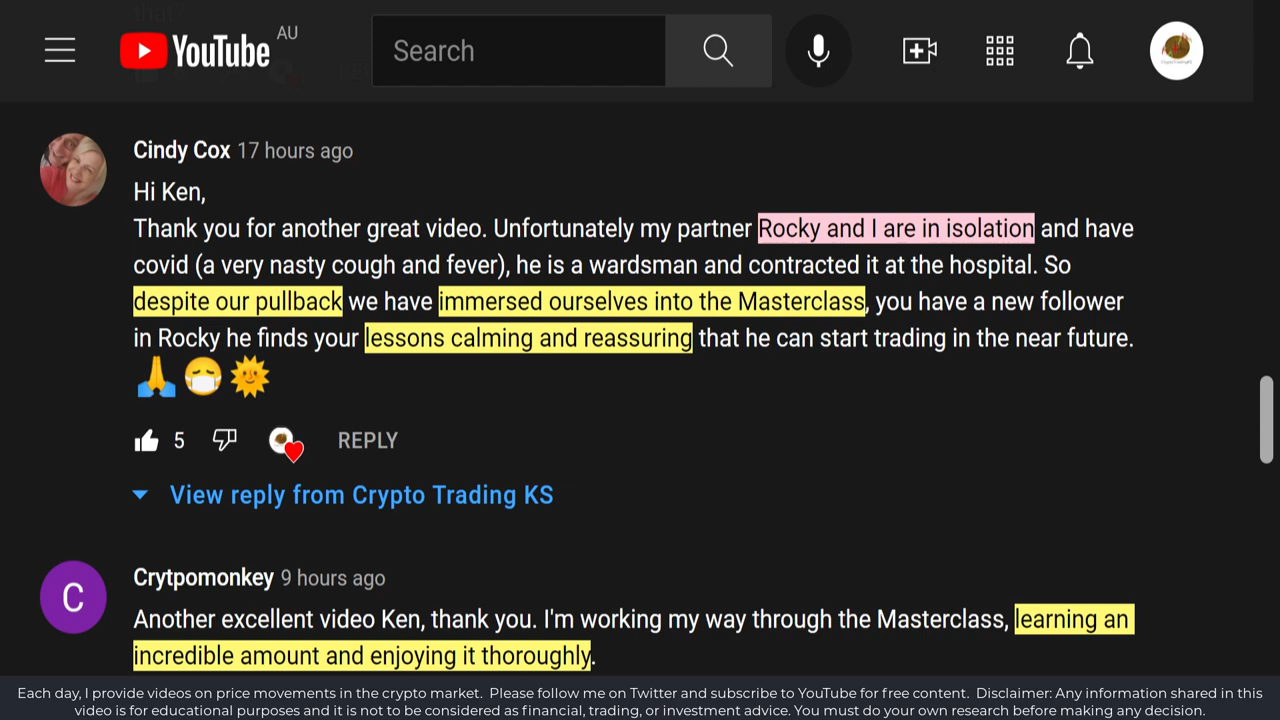 that?
YouTube AU
Search
Cindy Cox 17 hours ago
Hi Ken,
Thank you for another great video. Unfortunately my partner Rocky and I are in isolation and have
covid (a very nasty cough and fever), he is a wardsman and contracted it at the hospital. So
despite our pullback we have immersed ourselves into the Masterclass, you have a new follower
in Rocky he finds your lessons calming and reassuring that he can start trading in the near future.
🙏😷🌞
5 REPLY
View reply from Crypto Trading KS
C
Crytpomonkey 9 hours ago
Another excellent video Ken, thank you. I'm working my way through the Masterclass, learning an
incredible amount and enjoying it thoroughly.
Each day, I provide videos on price movements in the crypto market. Please follow me on Twitter and subscribe to YouTube for free content. Disclaimer: Any information shared in this
video is for educational purposes and it is not to be considered as financial, trading, or investment advice. You must do your own research before making any decision.